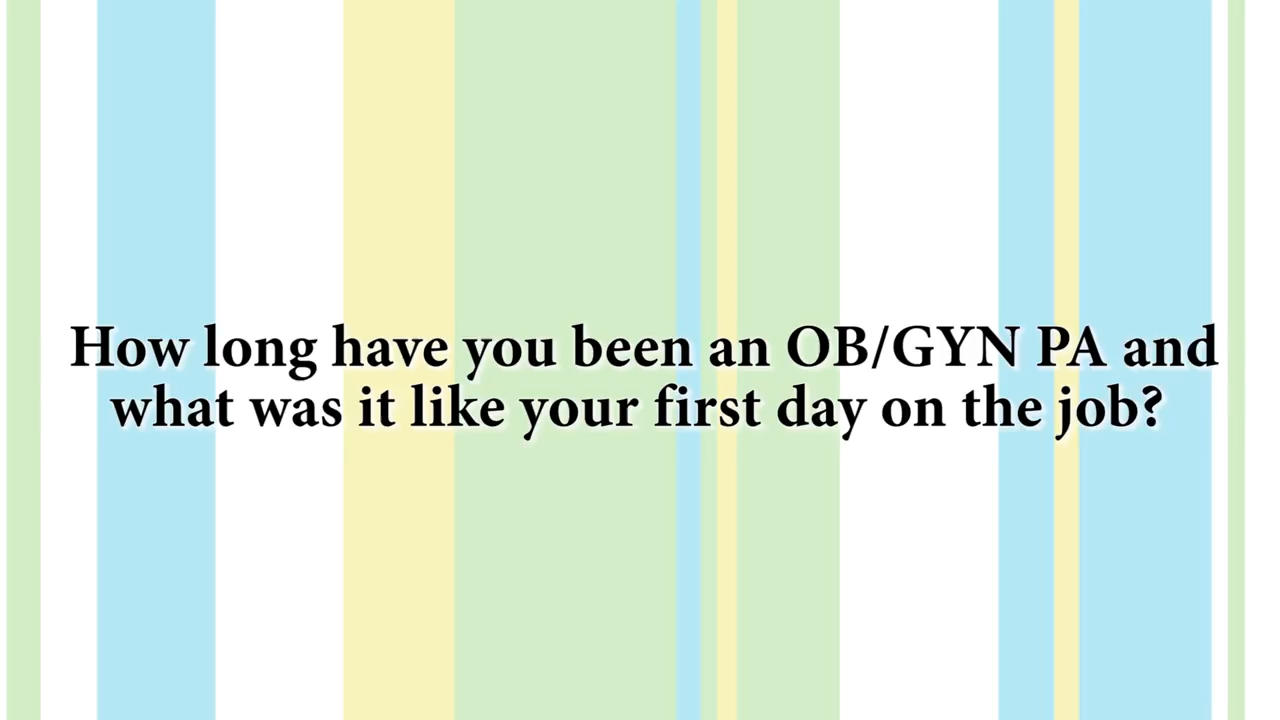 How long have you been an OB/GYN PA and
what was it like your first day on the job?